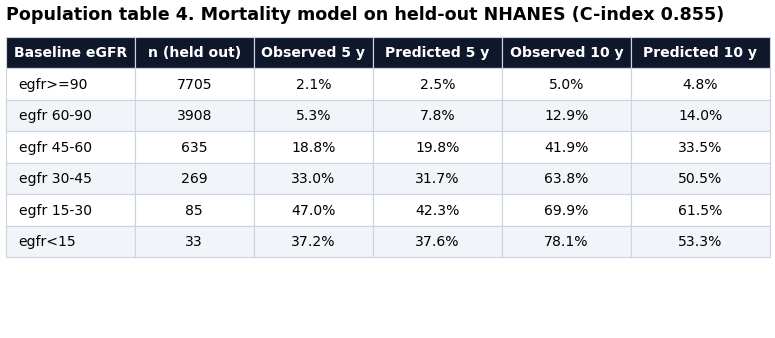 Population table 4. Mortality model on held-out NHANES (C-index 0.855)
Baseline eGFR n (held out) Observed 5 y Predicted 5 y Observed 10 y Predicted 10 y
egfr>=90 7705 2.1% 2.5% 5.0% 4.8%
egfr 60-90 3908 5.3% 7.8% 12.9% 14.0%
egfr 45-60 635 18.8% 19.8% 41.9% 33.5%
egfr 30-45 269 33.0% 31.7% 63.8% 50.5%
egfr 15-30 85 47.0% 42.3% 69.9% 61.5%
egfr<15 33 37.2% 37.6% 78.1% 53.3%